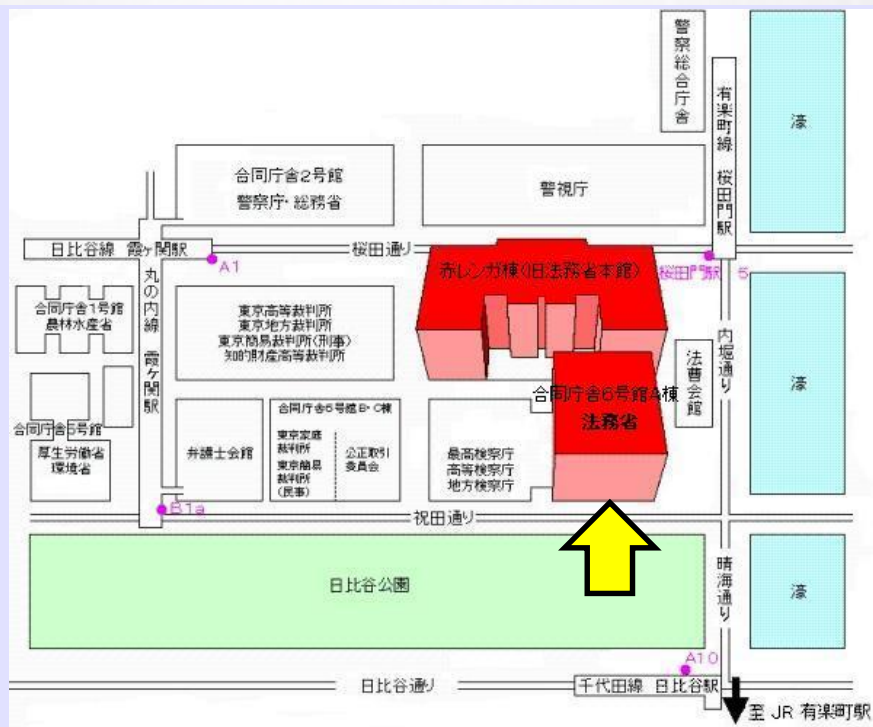 警察総合庁舎
有楽町線 桜田門駅
濠
合同庁舎2号館
警察庁・総務省
警視庁
日比谷線 霞ヶ関駅
A1
桜田通り
赤レンガ棟(旧法務省本館)
桜田門駅 5
丸の内線 霞ヶ関駅
合同庁舎1号館
農林水産省
東京高等裁判所
東京地方裁判所
東京簡易裁判所(刑事)
知的財産高等裁判所
内堀通り
法曹会館
濠
合同庁舎5号館
厚生労働省
環境省
弁護士会館
合同庁舎6号館B・C棟
東京家庭
裁判所
東京簡易
裁判所
(民事)
公正取引
委員会
最高検察庁
高等検察庁
地方検察庁
合同庁舎6号館A棟
法務省
B1a
祝田通り
日比谷公園
晴海通り
濠
A10
日比谷通り
千代田線 日比谷駅
至 JR 有楽町駅